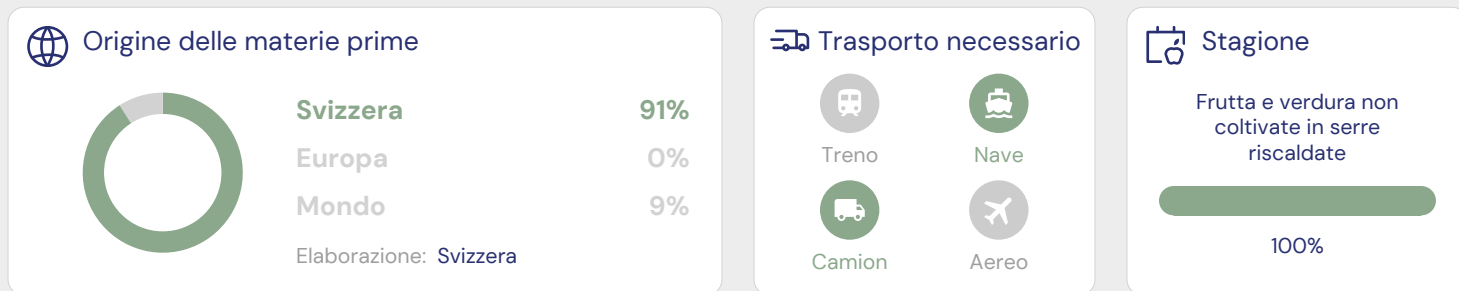 Origine delle materie prime
Svizzera 91%
Europa 0%
Mondo 9%
Elaborazione: Svizzera
Trasporto necessario
Treno Nave
Camion Aereo
Stagione
Frutta e verdura non
coltivate in serre
riscaldate
100%